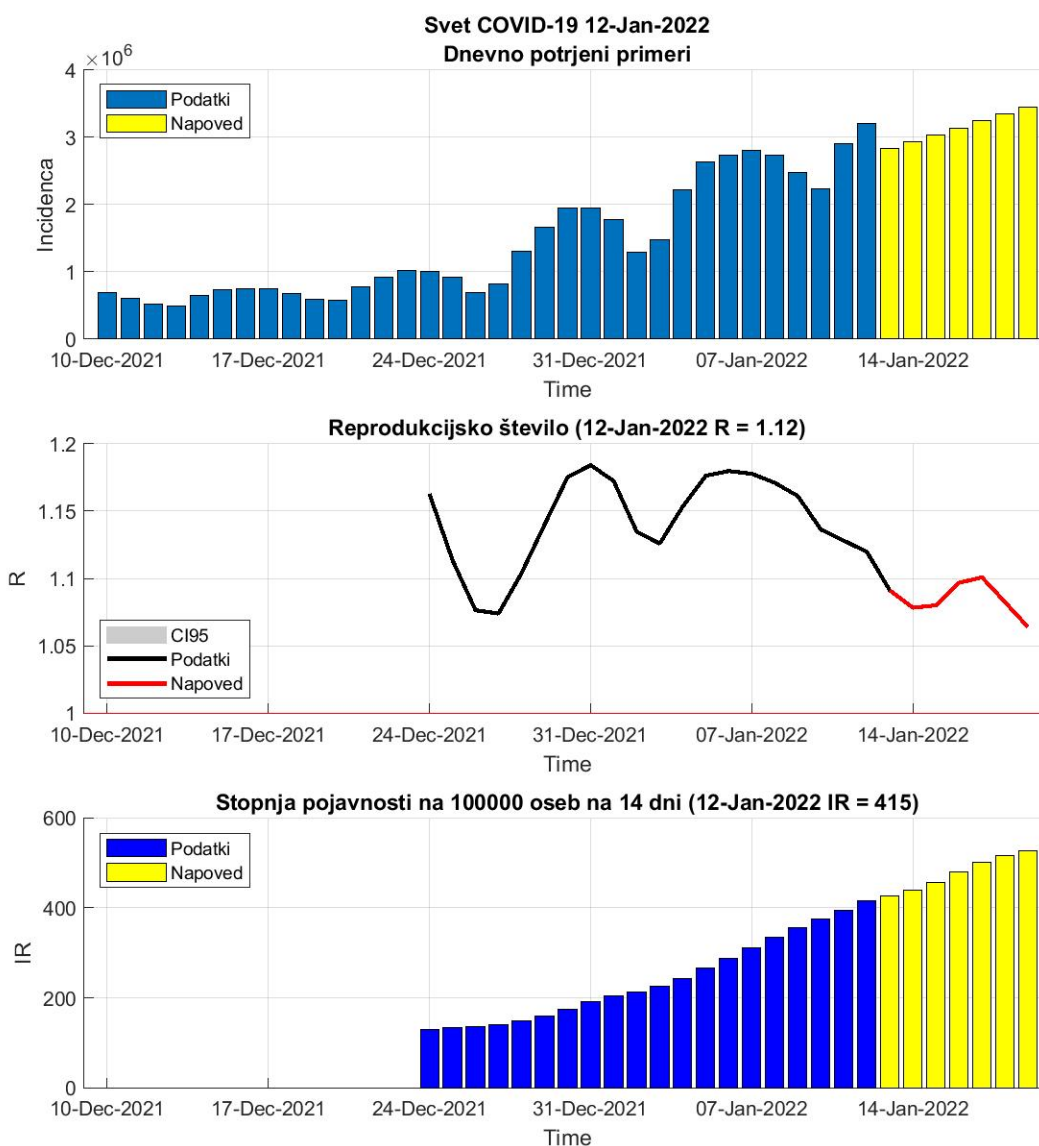 Svet COVID-19 12-Jan-2022
Dnevno potrjeni primeri
×10⁶
4
3
2
1
0
Incidenca
Podatki
Napoved
10-Dec-2021 17-Dec-2021 24-Dec-2021 31-Dec-2021 07-Jan-2022 14-Jan-2022
Time
Reprodukcijsko število (12-Jan-2022 R = 1.12)
1.2
1.15
1.1
1.05
1
R
CI95
Podatki
Napoved
10-Dec-2021 17-Dec-2021 24-Dec-2021 31-Dec-2021 07-Jan-2022 14-Jan-2022
Time
Stopnja pojavnosti na 100000 oseb na 14 dni (12-Jan-2022 IR = 415)
600
400
200
0
IR
Podatki
Napoved
10-Dec-2021 17-Dec-2021 24-Dec-2021 31-Dec-2021 07-Jan-2022 14-Jan-2022
Time